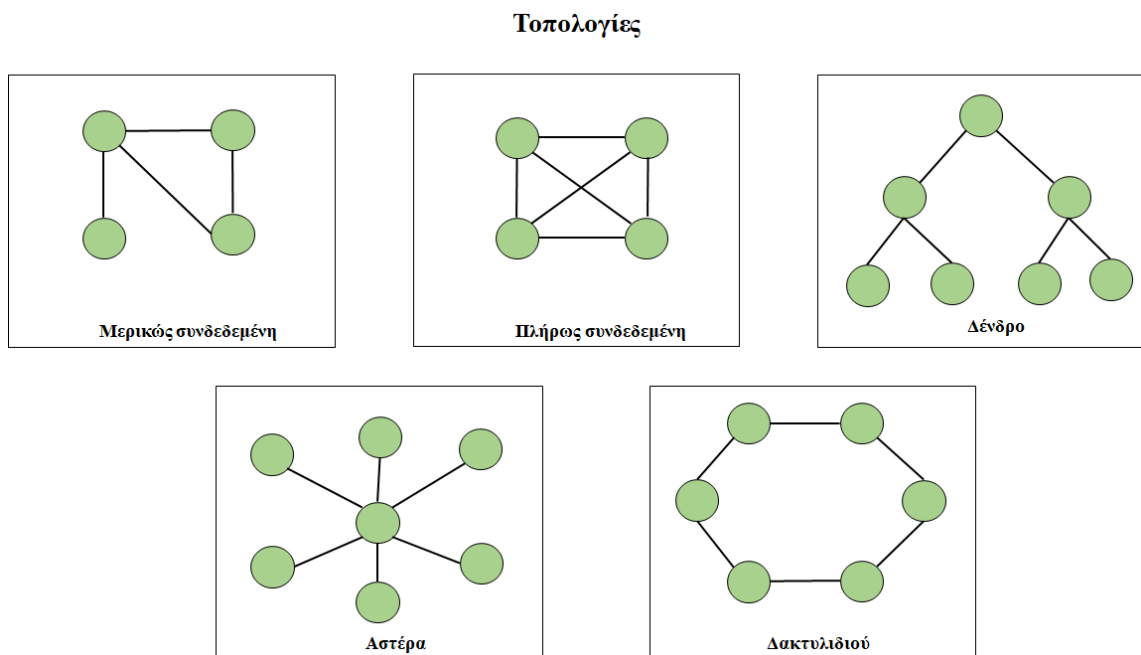 Τοπολογίες
Μερικώς συνδεδεμένη
Πλήρως συνδεδεμένη
Δένδρο
Αστέρα
Δακτυλιδιού